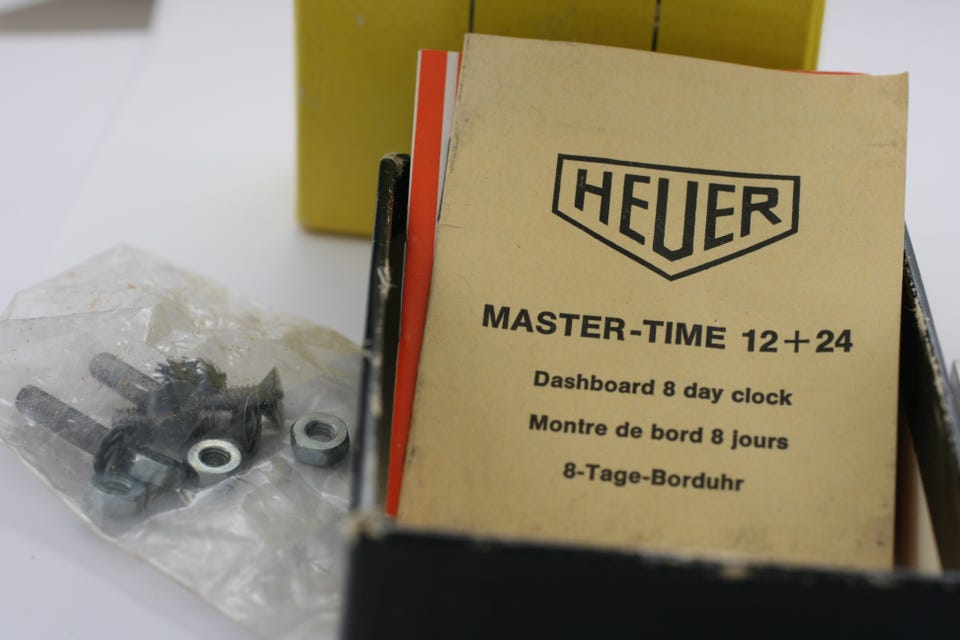 HEUER
MASTER-TIME 12+24
Dashboard 8 day clock
Montre de bord 8 jours
8-Tage-Borduhr